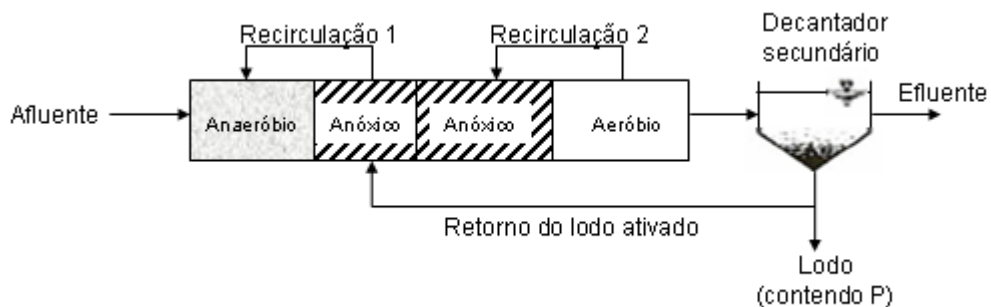 Recirculação 1
Recirculação 2
Decantador
secundário
Afluente
Anaeróbio
Anóxico
Anóxico
Aeróbio
Efluente
Retorno do lodo ativado
Lodo
(contendo P)